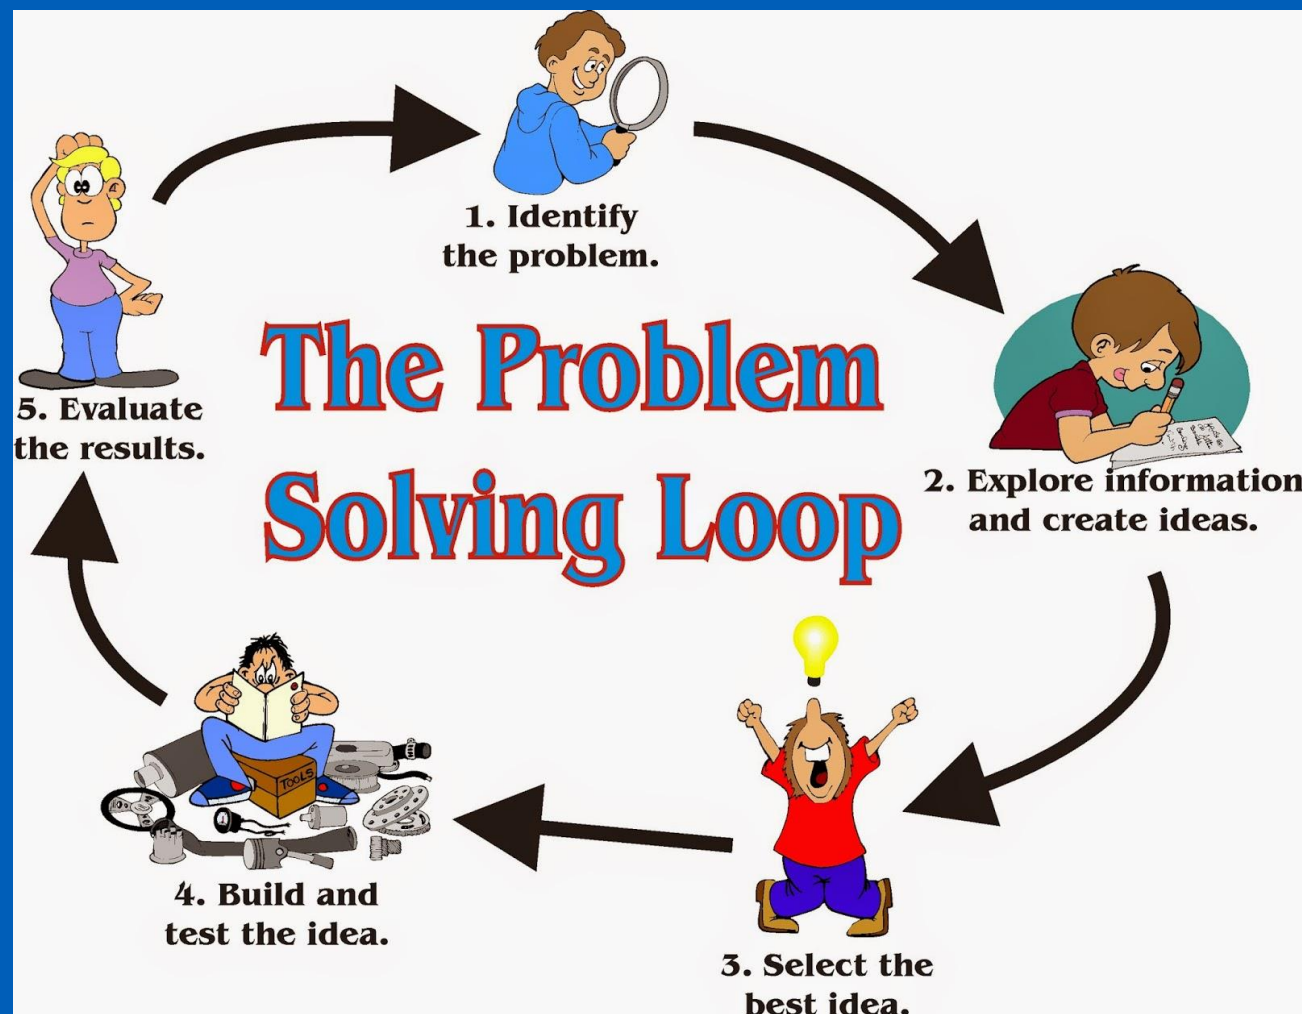 The Problem
Solving Loop
1. Identify
the problem.
2. Explore information
and create ideas.
3. Select the
best idea.
4. Build and
test the idea.
TOOLS
5. Evaluate
the results.